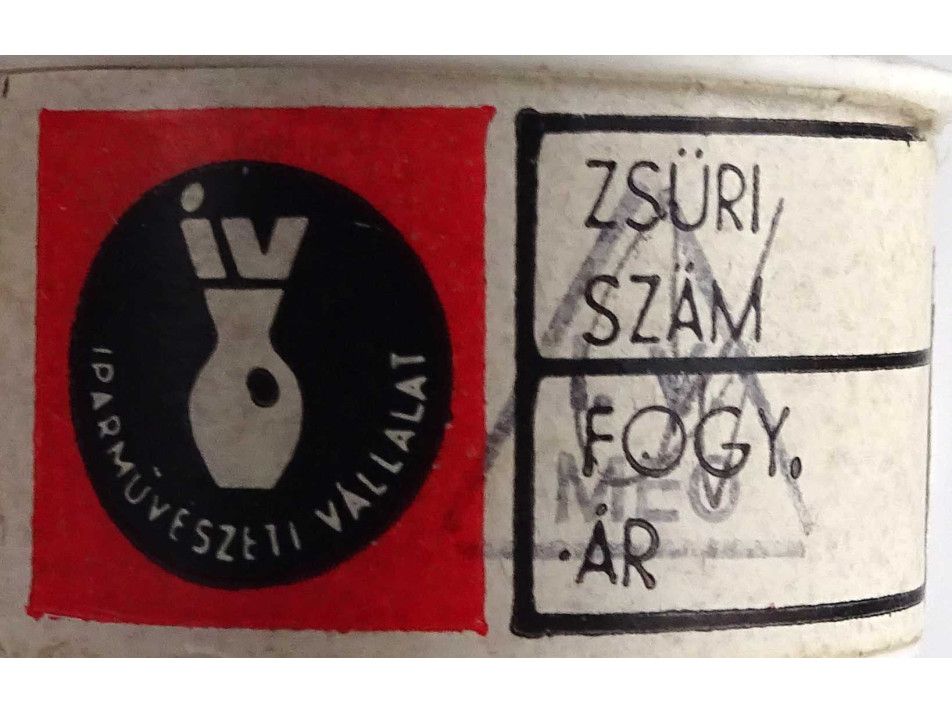 iv
IPARMŰVÉSZETI VÁLLALAT
ZSÜRI
SZÁM
FOGY.
ÁR
MEO